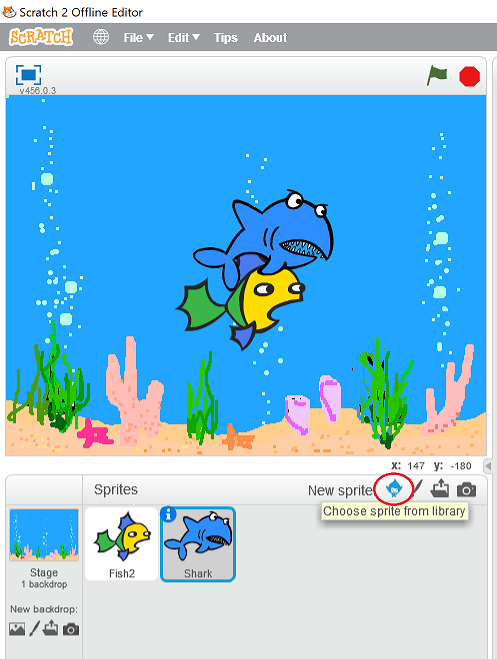 Scratch 2 Offline Editor
SCRATCH File Edit Tips About
v456.0.3
x: 147 y: -180
Sprites New sprite
Choose sprite from library
Stage
1 backdrop
New backdrop:
i
Fish2 Shark